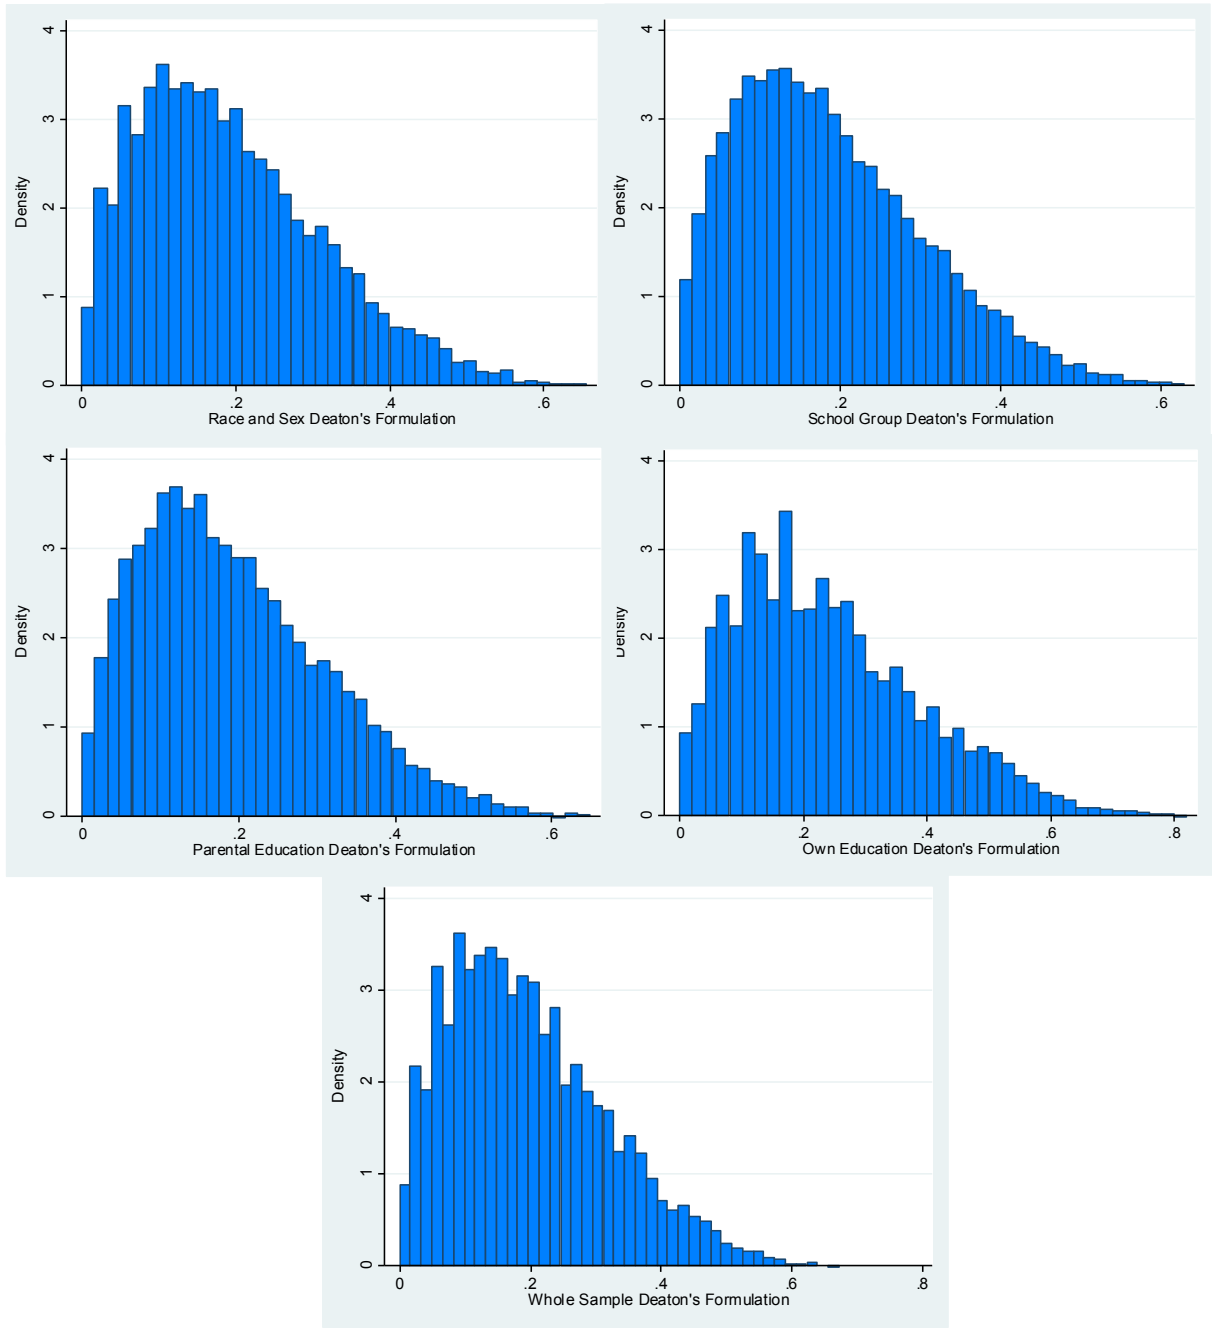 4
3
2
1
0
Density
0 .2 .4 .6
Race and Sex Deaton's Formulation
4
3
2
1
0
Density
0 .2 .4 .6
School Group Deaton's Formulation
4
3
2
1
0
Density
0 .2 .4 .6
Parental Education Deaton's Formulation
4
3
2
1
0
Density
0 .2 .4 .6 .8
Own Education Deaton's Formulation
4
3
2
1
0
Density
0 .2 .4 .6 .8
Whole Sample Deaton's Formulation